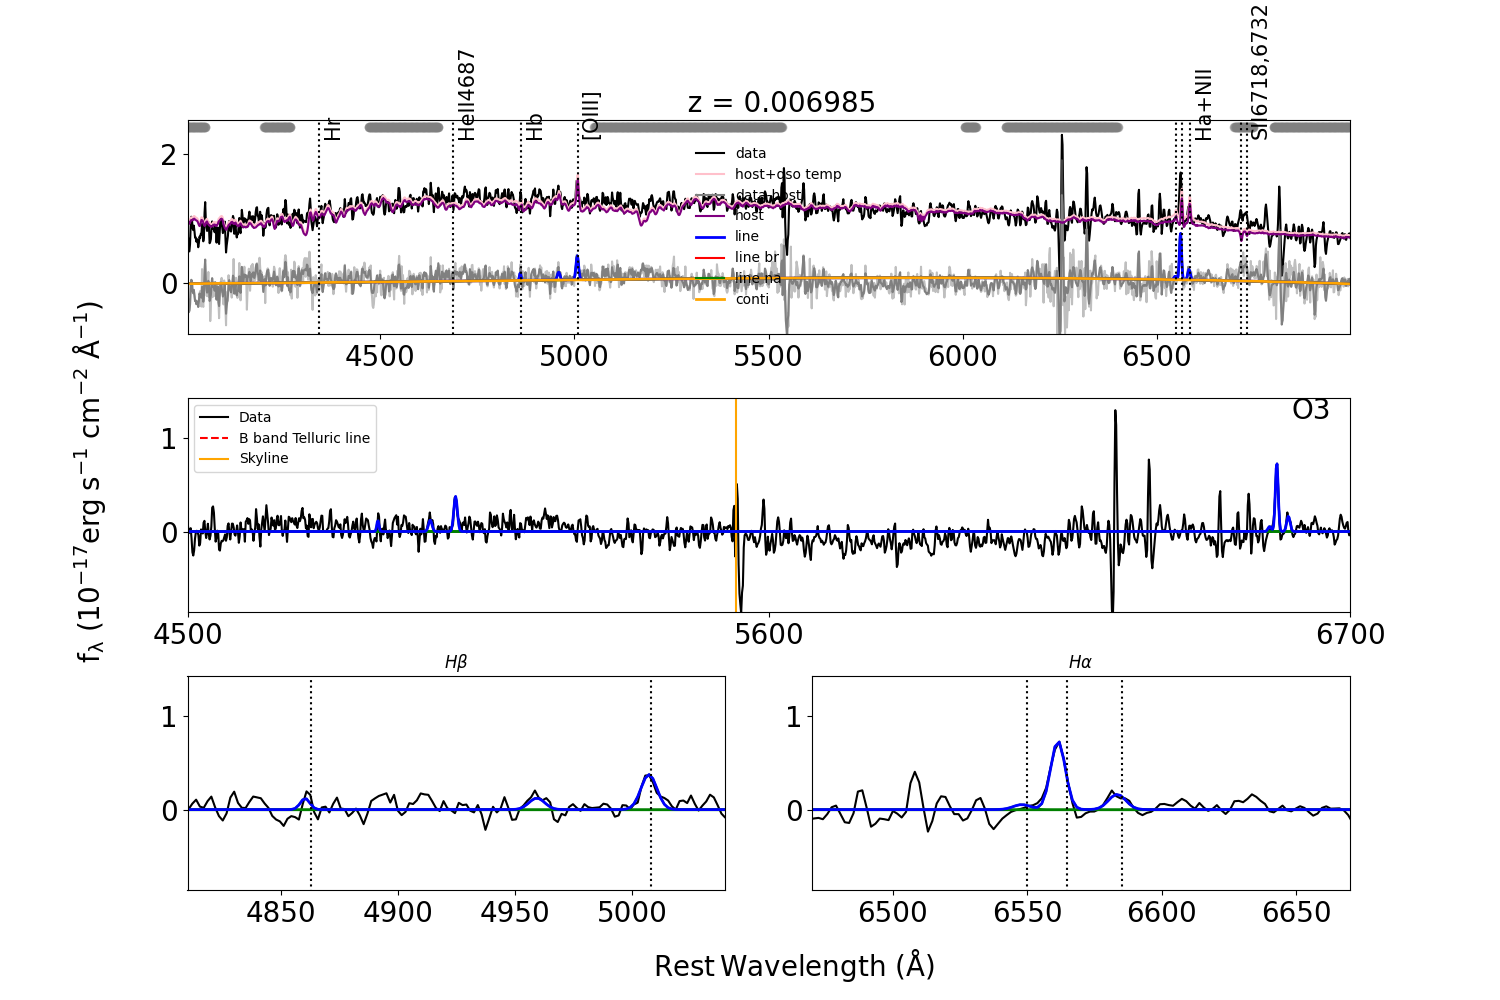 Hr
HeII4687
Hb
[OIII]
Ha+NII
SII6718,6732
z = 0.006985
2
0
data
host+qso temp
data-host
host
line
line br
line na
conti
4500 5000 5500 6000 6500
fλ (10⁻¹⁷erg s⁻¹ cm⁻² Å⁻¹)
1
0
Data
B band Telluric line
Skyline
O3
4500 5600 6700
Hβ
1
0
4850 4900 4950 5000
Hα
1
0
6500 6550 6600 6650
Rest Wavelength (Å)